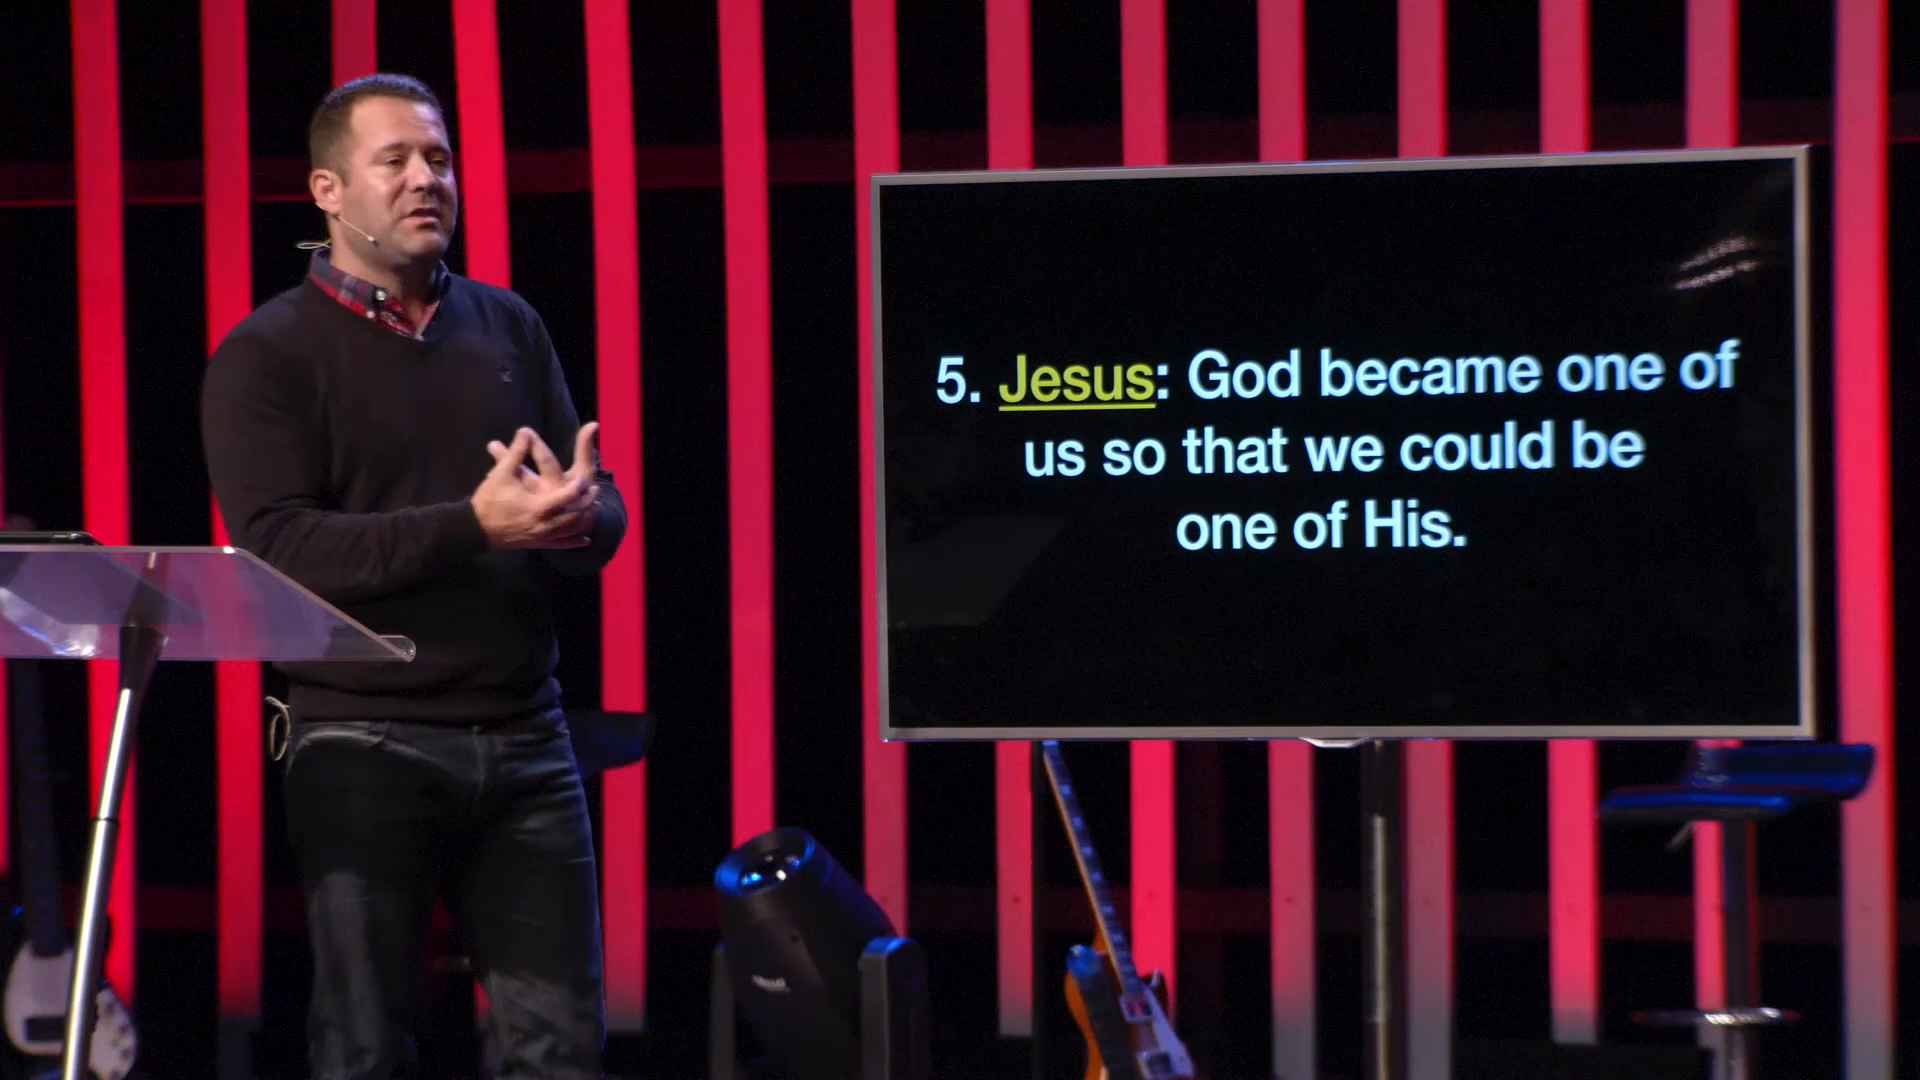 5. Jesus: God became one of
us so that we could be
one of His.